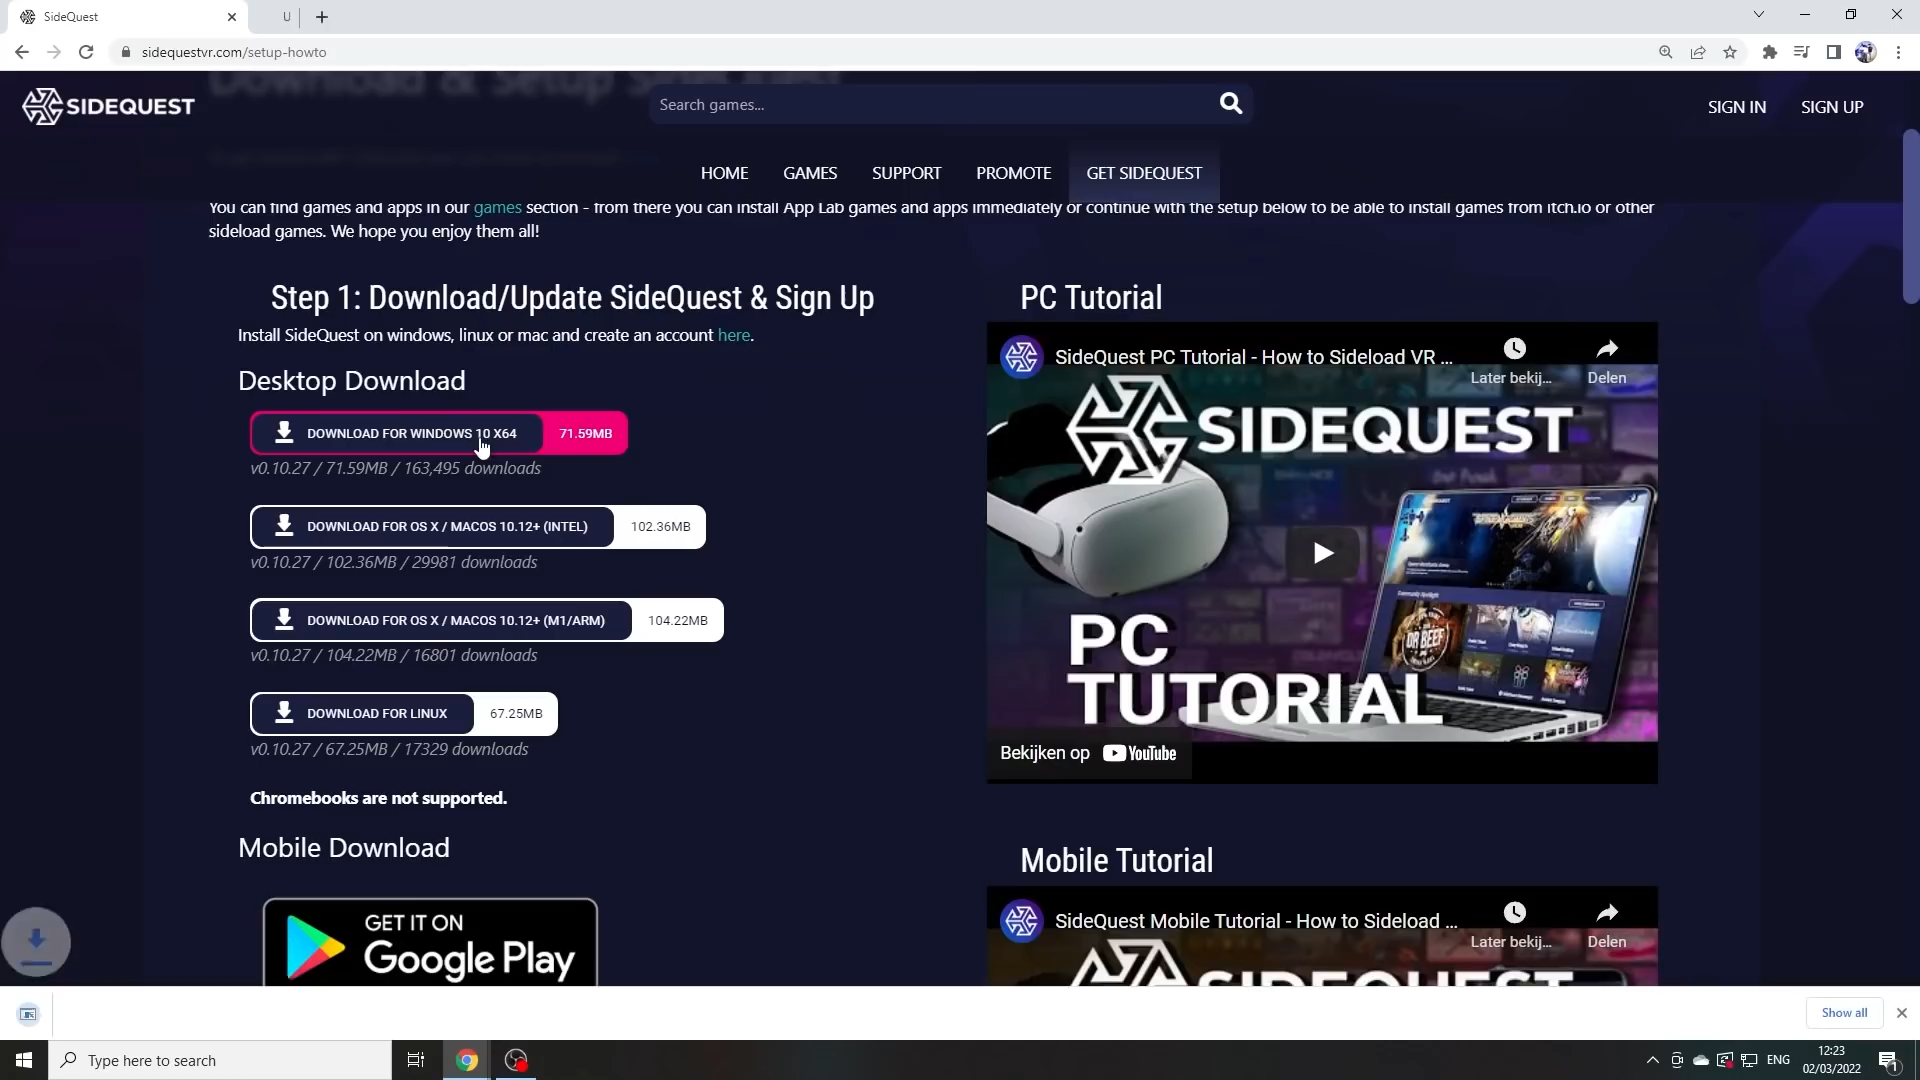 SideQuest
U
sidequestvr.com/setup-howto
Download & Setup
SIDEQUEST
Search games...
SIGN IN
SIGN UP
HOME
GAMES
SUPPORT
PROMOTE
GET SIDEQUEST
You can find games and apps in our games section - from there you can install App Lab games and apps immediately or continue with the setup below to be able to install games from itch.io or other
sideload games. We hope you enjoy them all!
Step 1: Download/Update SideQuest & Sign Up
Install SideQuest on windows, linux or mac and create an account here.
Desktop Download
DOWNLOAD FOR WINDOWS 10 X64
71.59MB
v0.10.27 / 71.59MB / 163,495 downloads
DOWNLOAD FOR OS X / MACOS 10.12+ (INTEL)
102.36MB
v0.10.27 / 102.36MB / 29981 downloads
DOWNLOAD FOR OS X / MACOS 10.12+ (M1/ARM)
104.22MB
v0.10.27 / 104.22MB / 16801 downloads
DOWNLOAD FOR LINUX
67.25MB
v0.10.27 / 67.25MB / 17329 downloads
Chromebooks are not supported.
Mobile Download
GET IT ON
Google Play
PC Tutorial
SideQuest PC Tutorial - How to Sideload VR ...
Later bekij...
Delen
SIDEQUEST
DR BEEF
PC
TUTORIAL
Bekijken op YouTube
Mobile Tutorial
SideQuest Mobile Tutorial - How to Sideload ...
Later bekij...
Delen
SIDEQUEST
Show all
Type here to search
ENG
12:23
02/03/2022
1